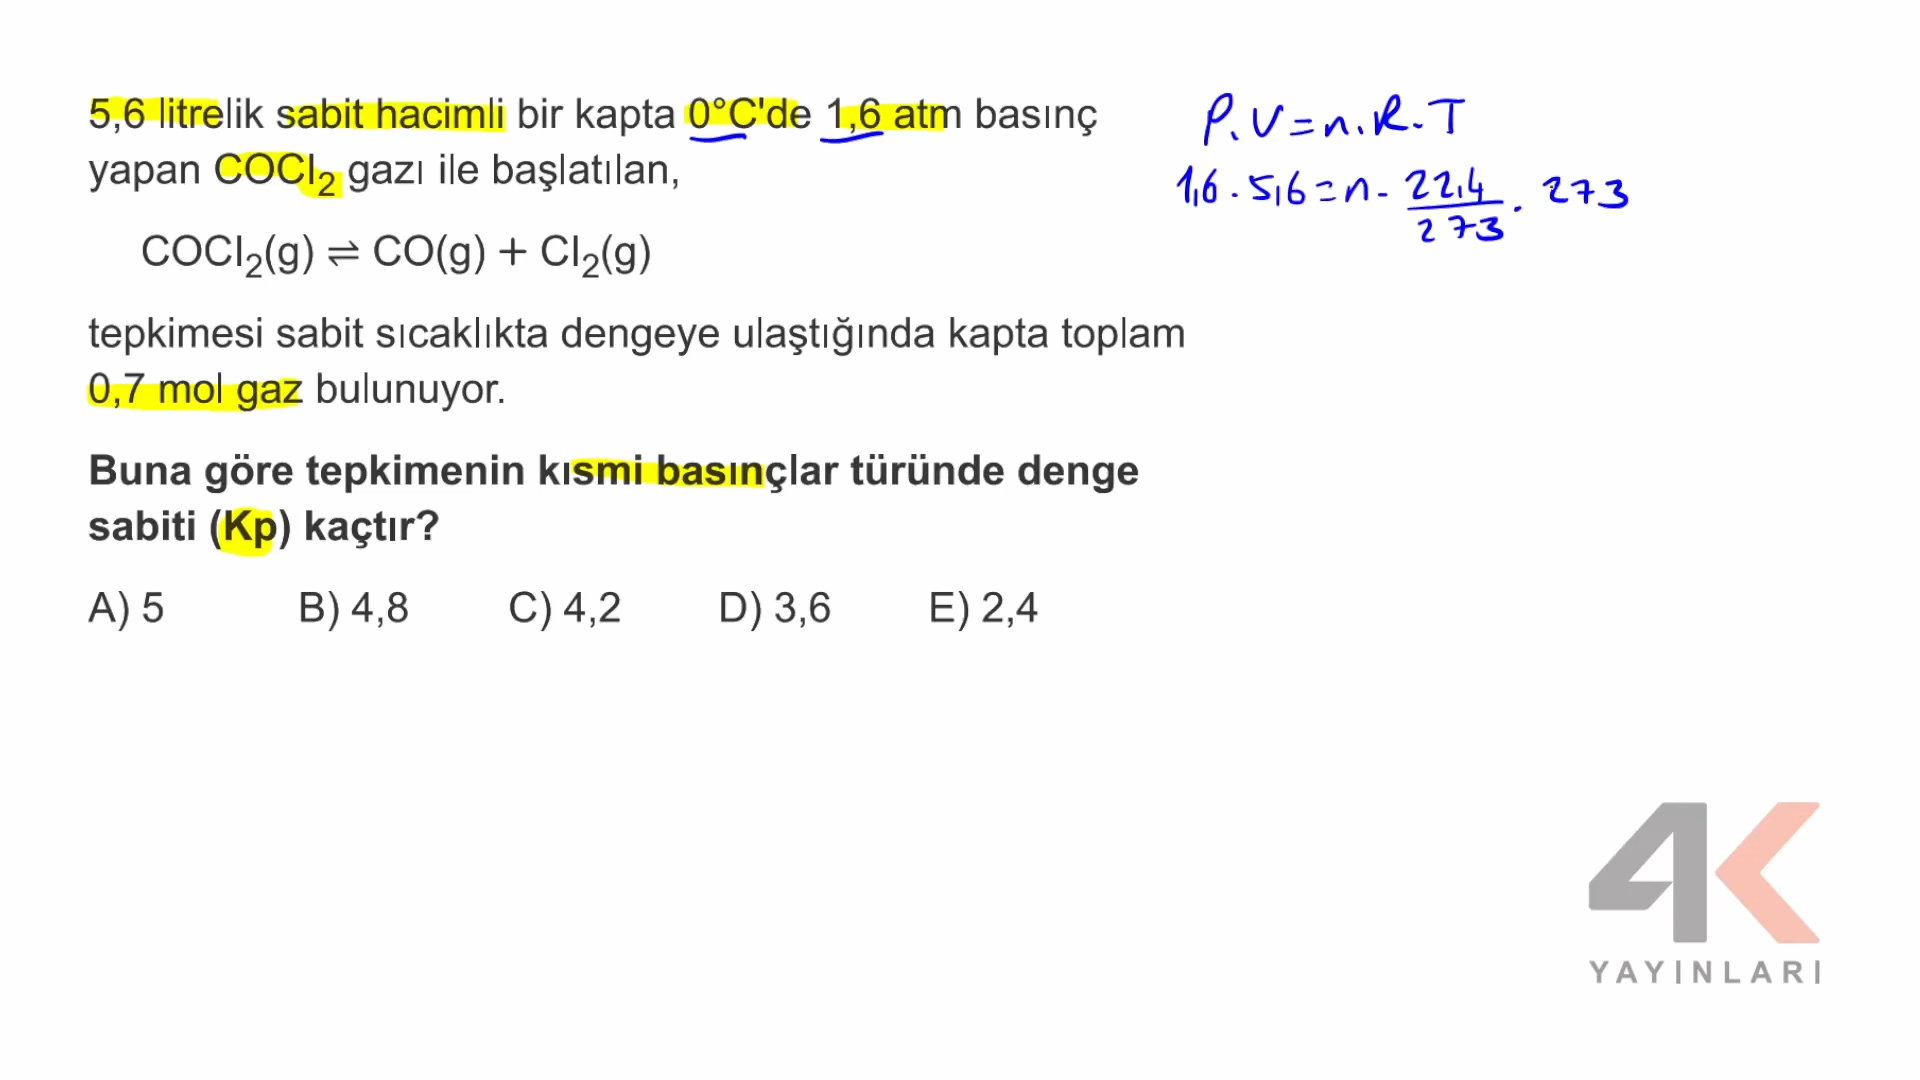 5,6 litrelik sabit hacimli bir kapta 0°C'de 1,6 atm basınç
yapan COCl₂ gazı ile başlatılan,
COCl₂(g) ⇌ CO(g) + Cl₂(g)
tepkimesi sabit sıcaklıkta dengeye ulaştığında kapta toplam
0,7 mol gaz bulunuyor.
Buna göre tepkimenin kısmi basınçlar türünde denge
sabiti (Kp) kaçtır?
A) 5 B) 4,8 C) 4,2 D) 3,6 E) 2,4
P.V=n.R.T
1,6.5,6=n.22,4/273.273
4K
YAYINLARI